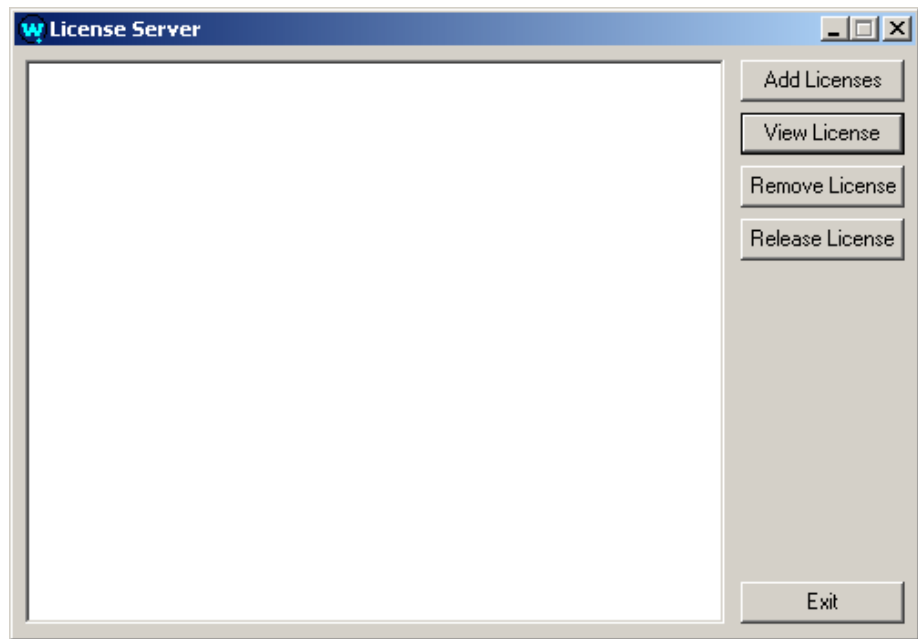 License Server
Add Licenses
View License
Remove License
Release License
Exit